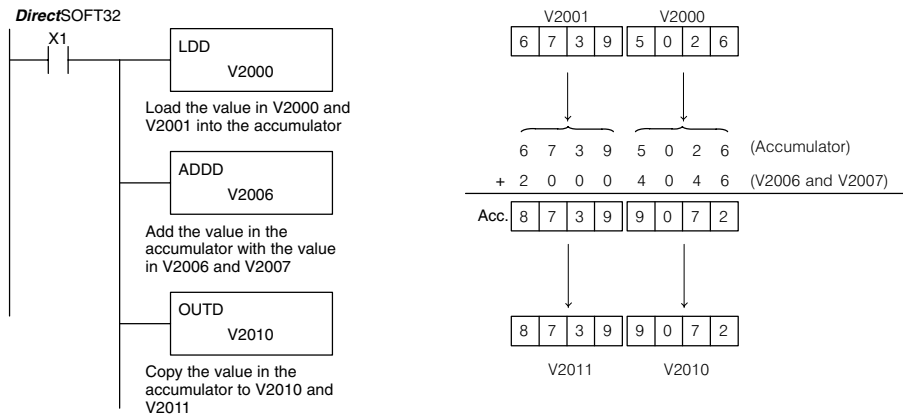 DirectSOFT32
X1
LDD
V2000
Load the value in V2000 and
V2001 into the accumulator
ADDD
V2006
Add the value in the
accumulator with the value
in V2006 and V2007
OUTD
V2010
Copy the value in the
accumulator to V2010 and
V2011
V2001 V2000
6 7 3 9 5 0 2 6
6 7 3 9 5 0 2 6 (Accumulator)
+ 2 0 0 0 4 0 4 6 (V2006 and V2007)
Acc. 8 7 3 9 9 0 7 2
8 7 3 9 9 0 7 2
V2011 V2010